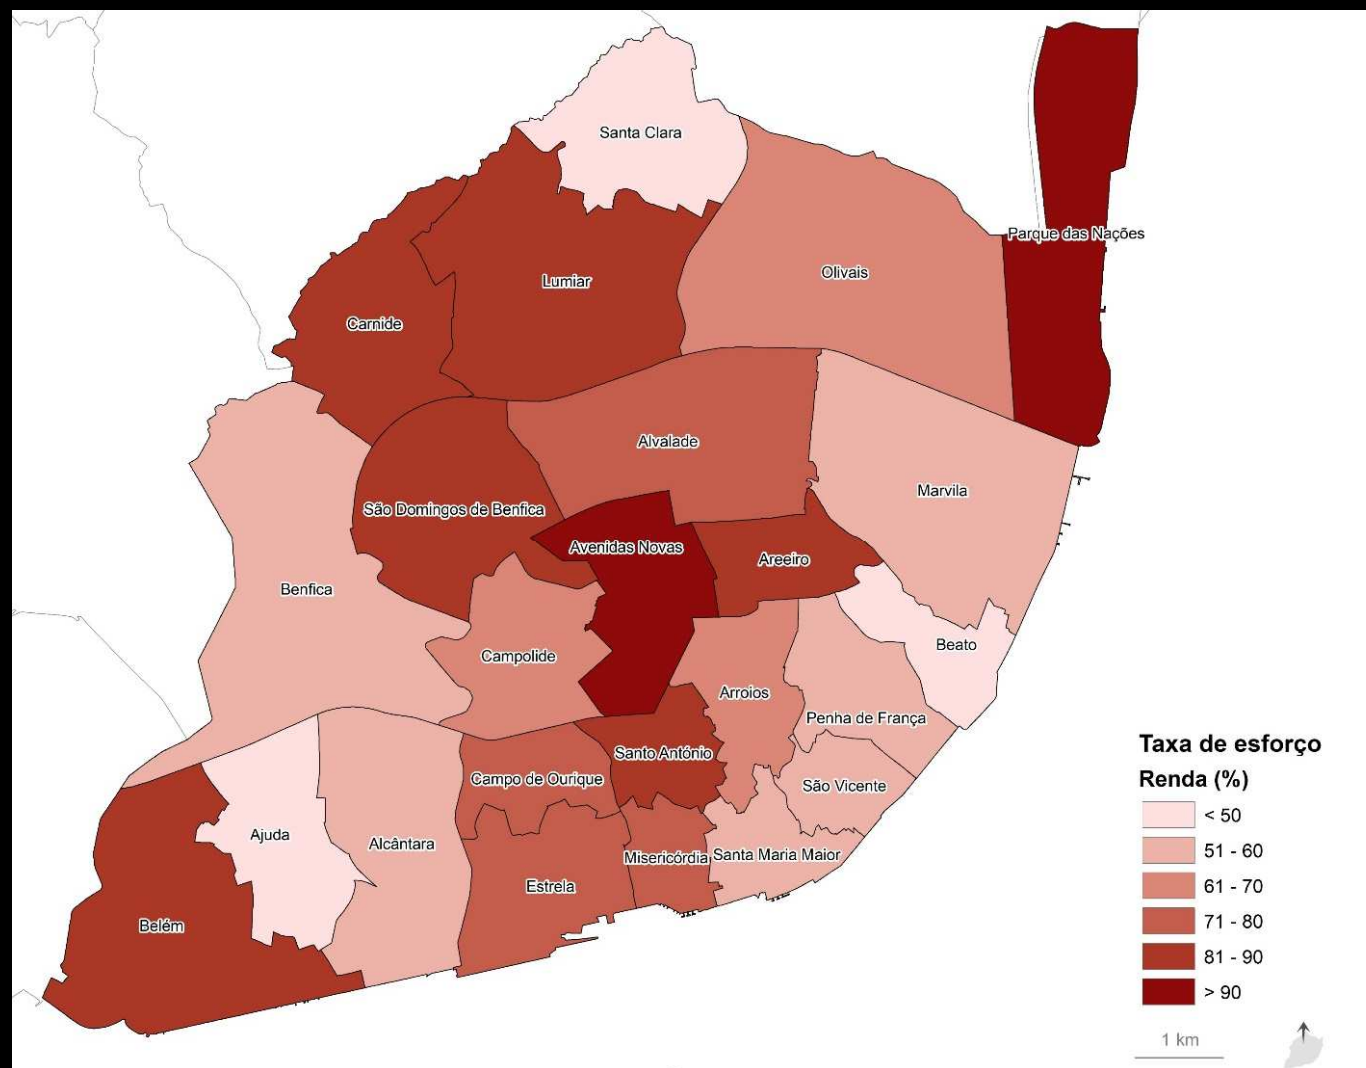 Santa Clara
Parque das Nações
Olivais
Lumiar
Carnide
Alvalade
Marvila
São Domingos de Benfica
Avenidas Novas
Areeiro
Benfica
Beato
Campolide
Arroios
Penha de França
Santo António
Campo de Ourique
São Vicente
Ajuda
Alcântara
Misericórdia
Santa Maria Maior
Estrela
Belém
Taxa de esforço
Renda (%)
< 50
51 - 60
61 - 70
71 - 80
81 - 90
> 90
1 km